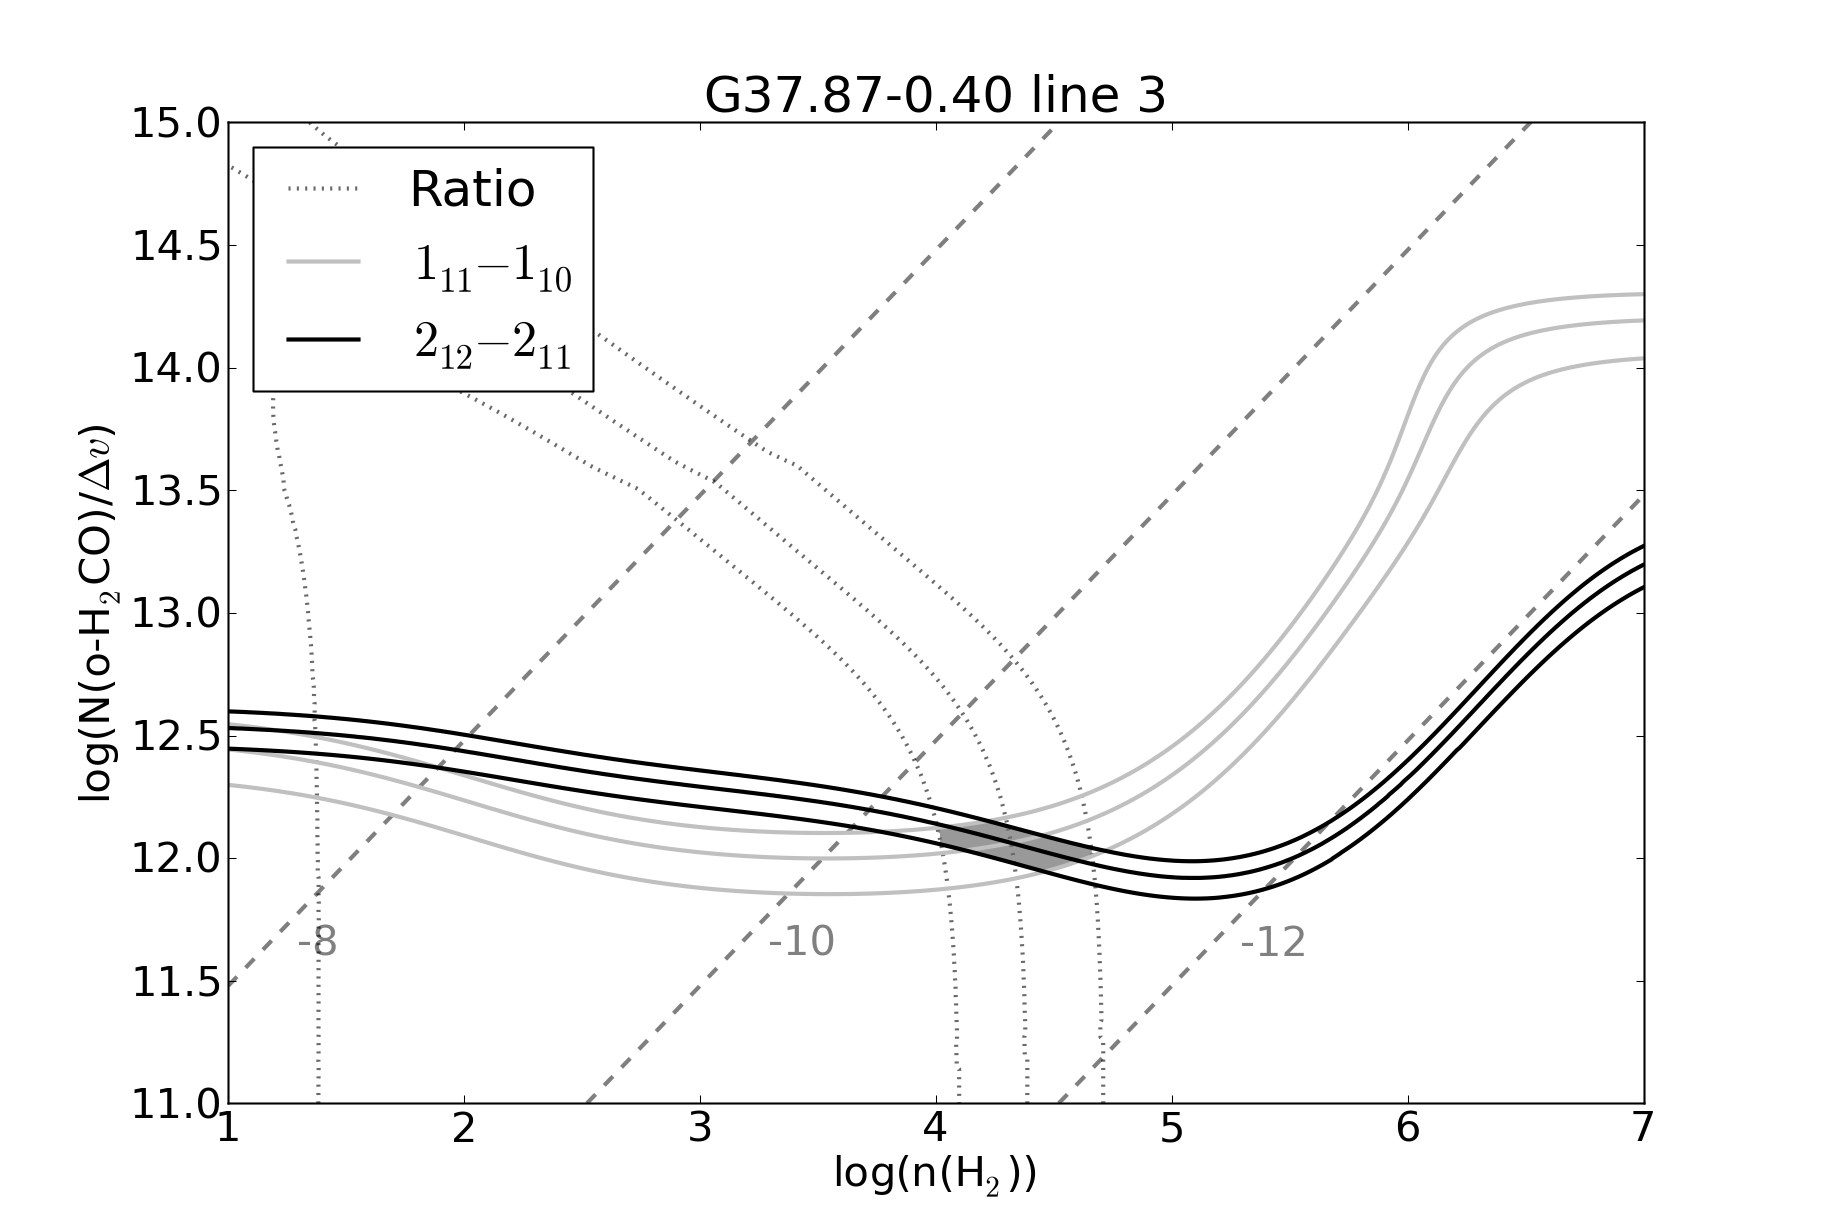 G37.87-0.40 line 3
15.0
14.5
14.0
13.5
13.0
12.5
12.0
11.5
11.0
log(N(o-H₂CO)/Δv)
Ratio
1₁₁−1₁₀
2₁₂−2₁₁
-8
-10
-12
1 2 3 4 5 6 7
log(n(H₂))